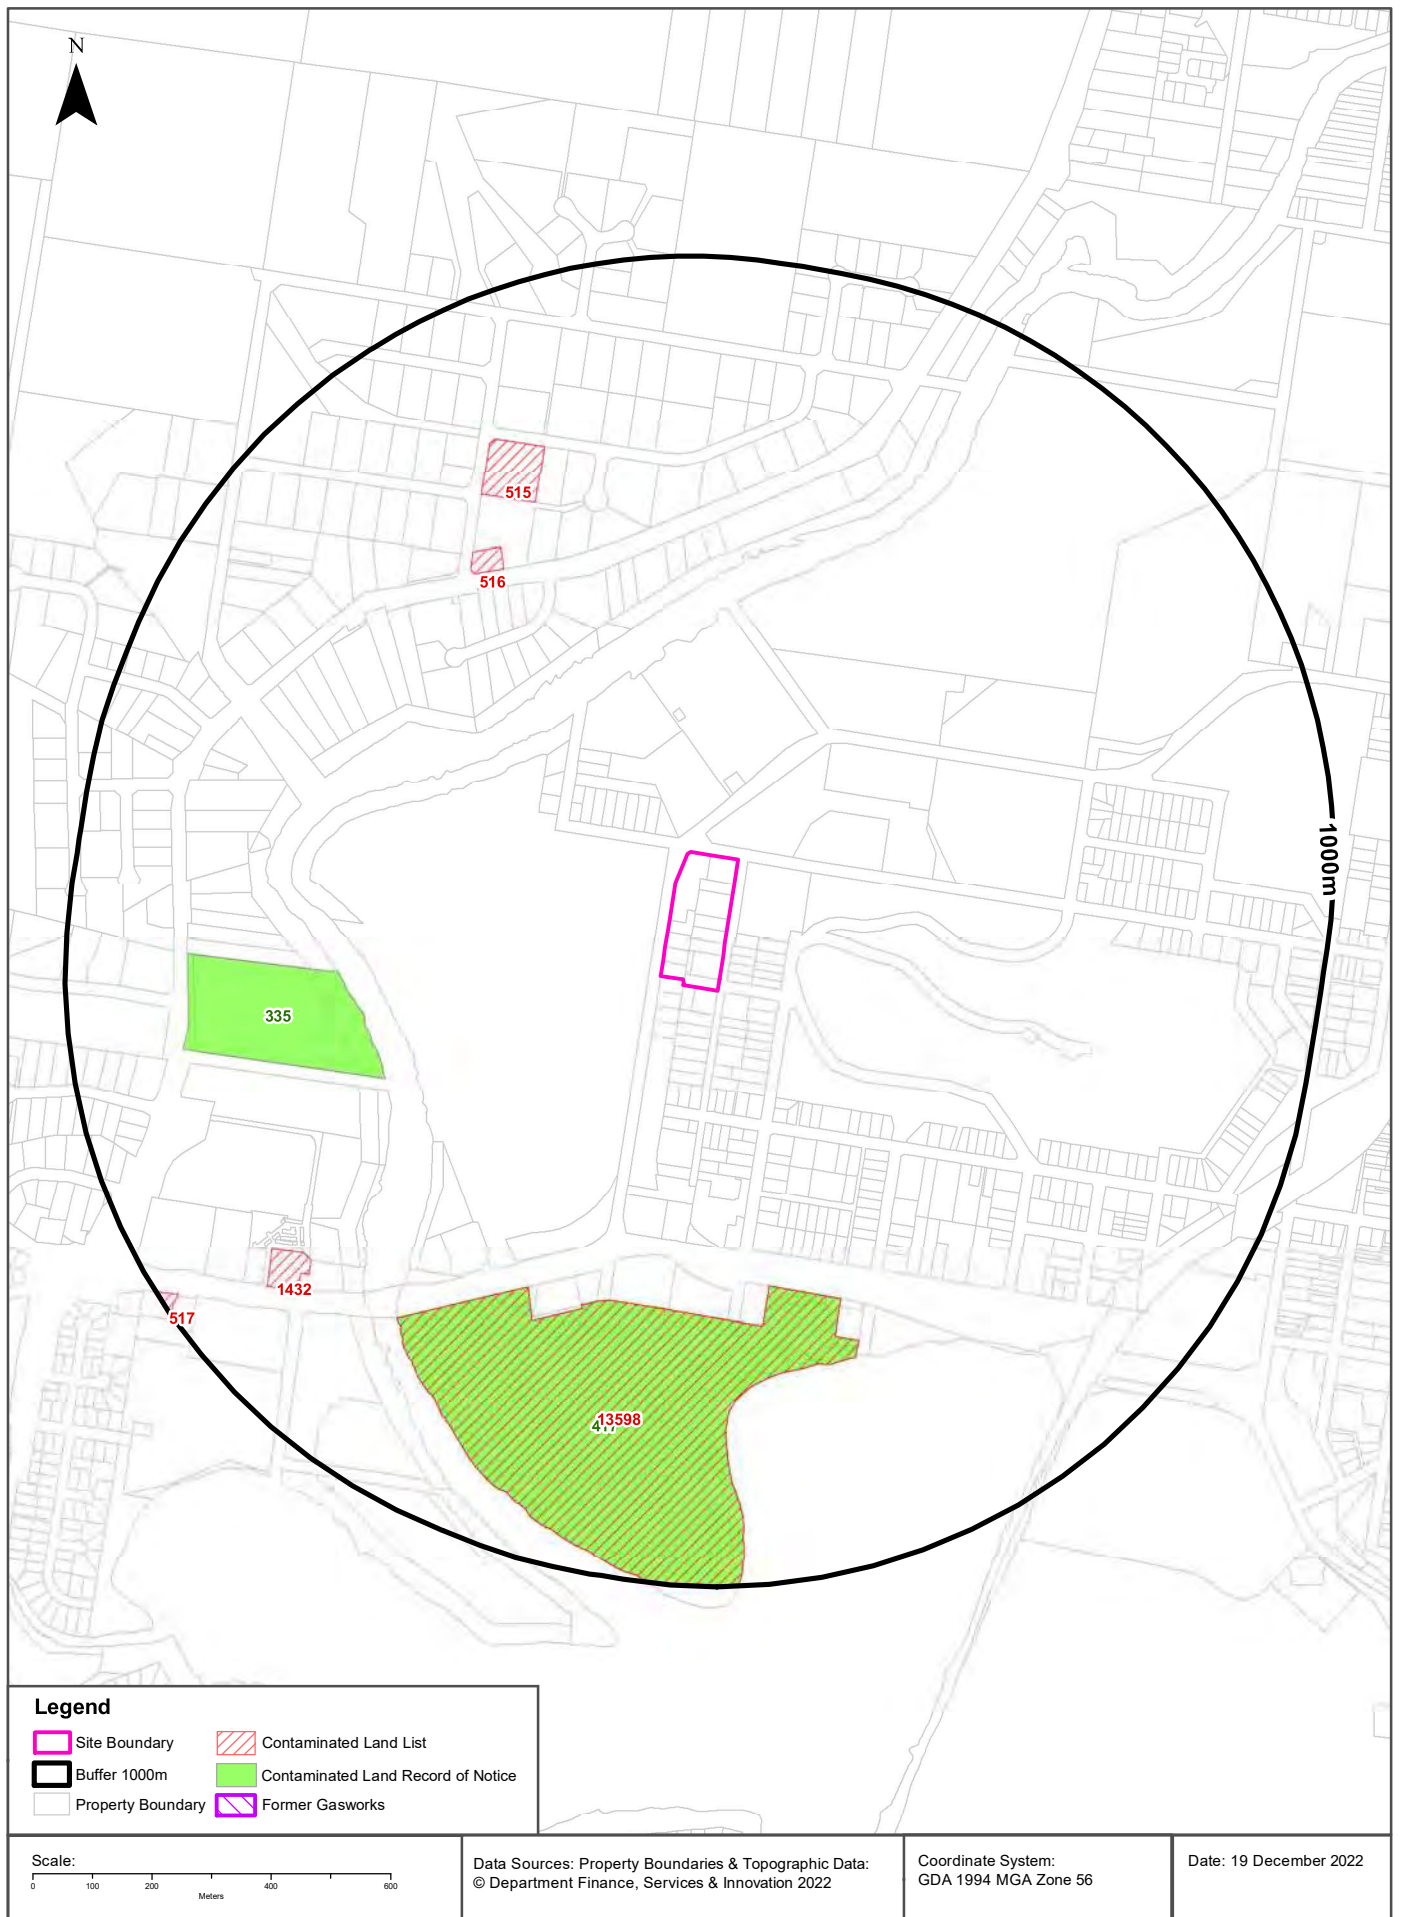 N
515
516
1000m
335
1432
517
13598
Legend
Site Boundary
Contaminated Land List
Buffer 1000m
Contaminated Land Record of Notice
Property Boundary
Former Gasworks
Scale:
0 100 200 400 600
Meters
Data Sources: Property Boundaries & Topographic Data:
© Department Finance, Services & Innovation 2022
Coordinate System:
GDA 1994 MGA Zone 56
Date: 19 December 2022